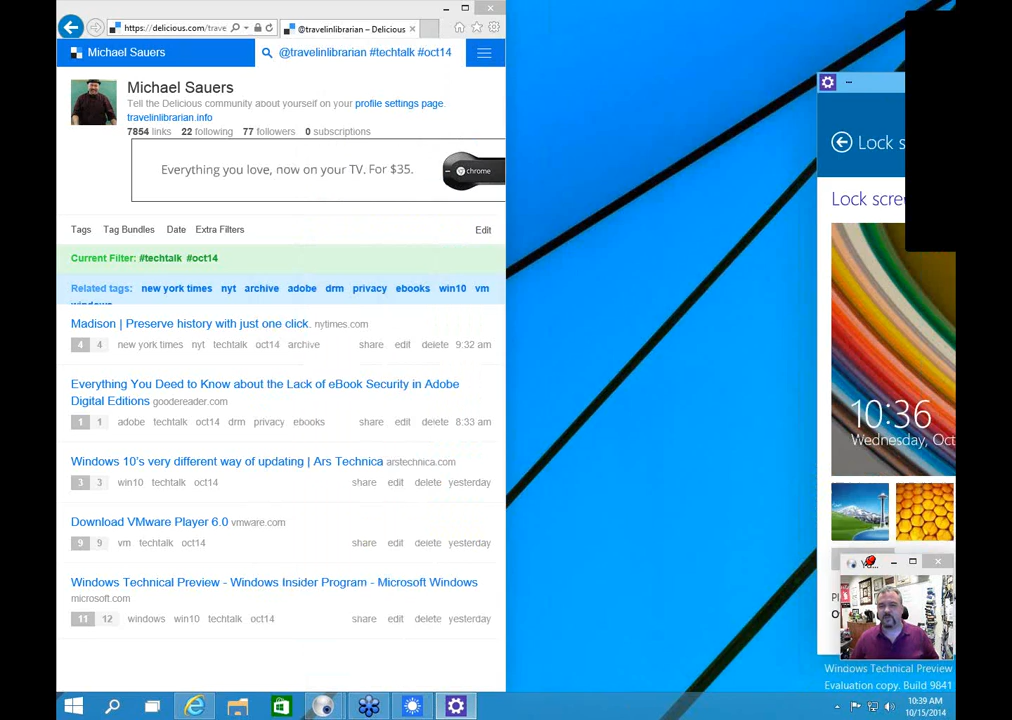 https://delicious.com/trave
@travelinlibrarian – Delicious
Michael Sauers
@travelinlibrarian #techtalk #oct14
Michael Sauers
Tell the Delicious community about yourself on your profile settings page.
travelinlibrarian.info
7854 links 22 following 77 followers 0 subscriptions
Everything you love, now on your TV. For $35.
chrome
Tags Tag Bundles Date Extra Filters Edit
Current Filter: #techtalk #oct14
Related tags: new york times nyt archive adobe drm privacy ebooks win10 vm
windows
Madison | Preserve history with just one click. nytimes.com
4 4 new york times nyt techtalk oct14 archive share edit delete 9:32 am
Everything You Deed to Know about the Lack of eBook Security in Adobe
Digital Editions goodereader.com
1 1 adobe techtalk oct14 drm privacy ebooks share edit delete 8:33 am
Windows 10's very different way of updating | Ars Technica arstechnica.com
3 3 win10 techtalk oct14 share edit delete yesterday
Download VMware Player 6.0 vmware.com
9 9 vm techtalk oct14 share edit delete yesterday
Windows Technical Preview - Windows Insider Program - Microsoft Windows
microsoft.com
11 12 windows win10 techtalk oct14 share edit delete yesterday
Lock s
Lock scre
10:36
Wednesday, Oct
Windows Technical Preview
Evaluation copy. Build 9841
10:39 AM
10/15/2014